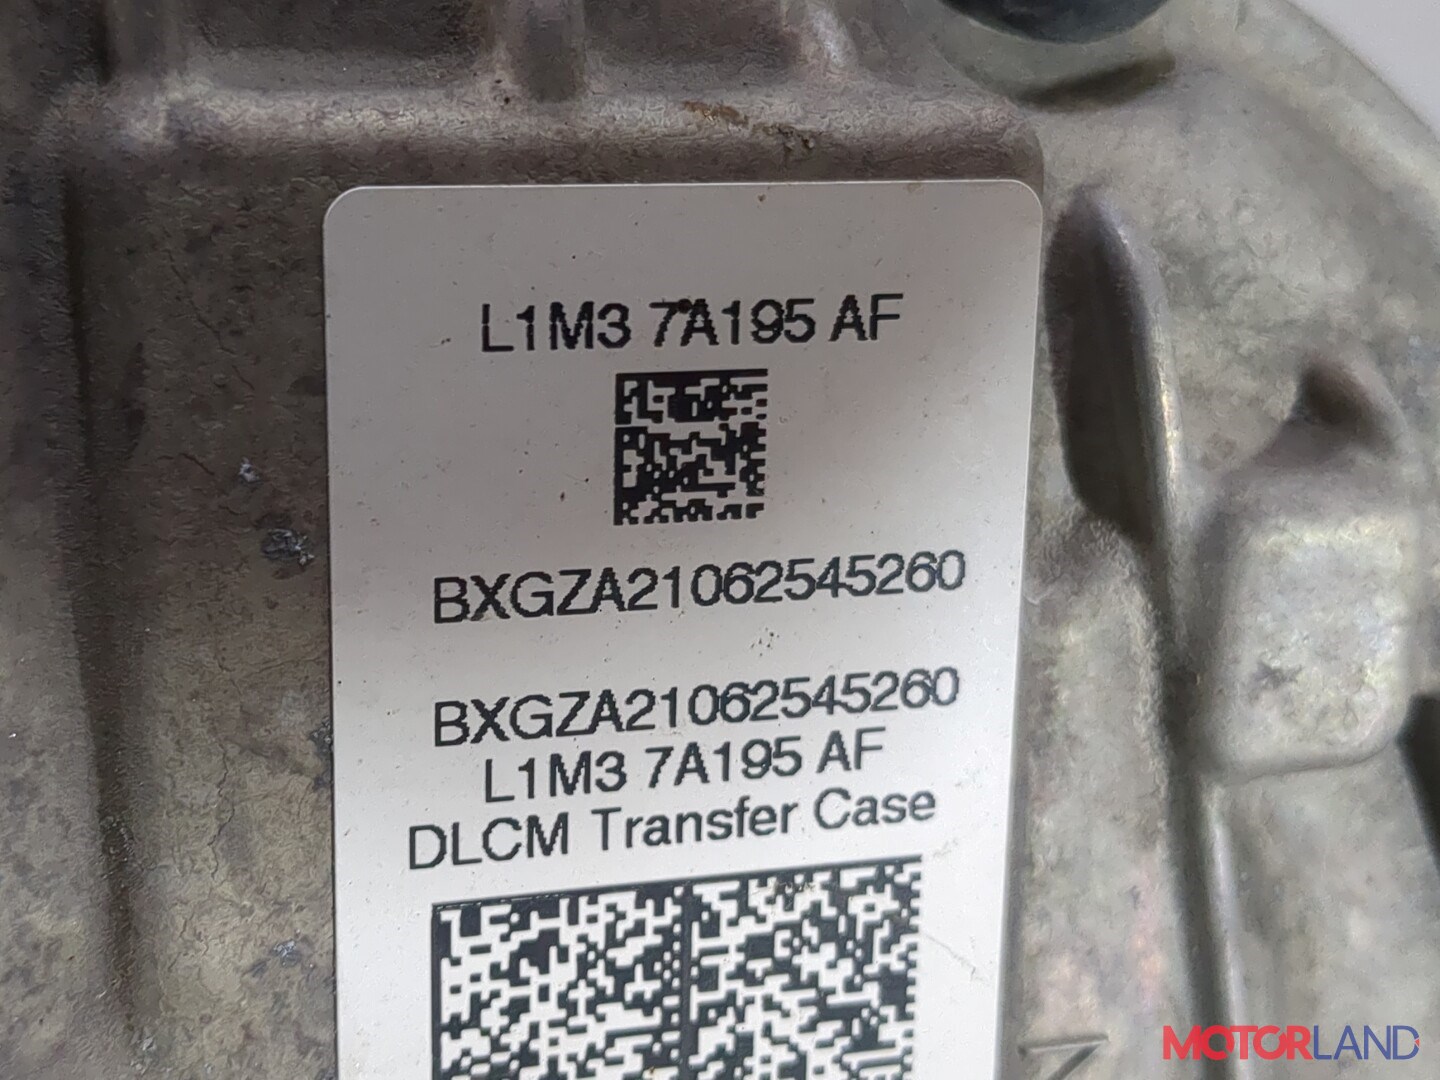 L1M3 7A195 AF
BXGZA21062545260
BXGZA21062545260
L1M3 7A195 AF
DLCM Transfer Case
MOTORLAND